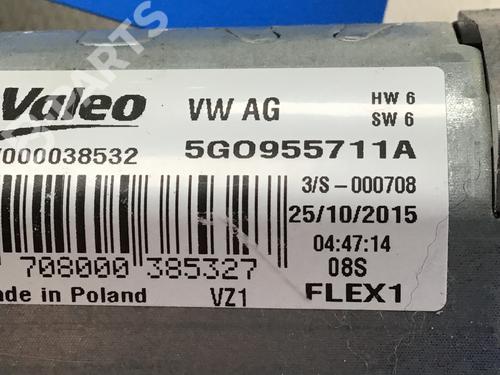 Valeo VW AG HW 6
SW 6
000038532 5G0955711A
3/S-000708
25/10/2015
04:47:14
708000 385327 08S
ade in Poland VZ1 FLEX1